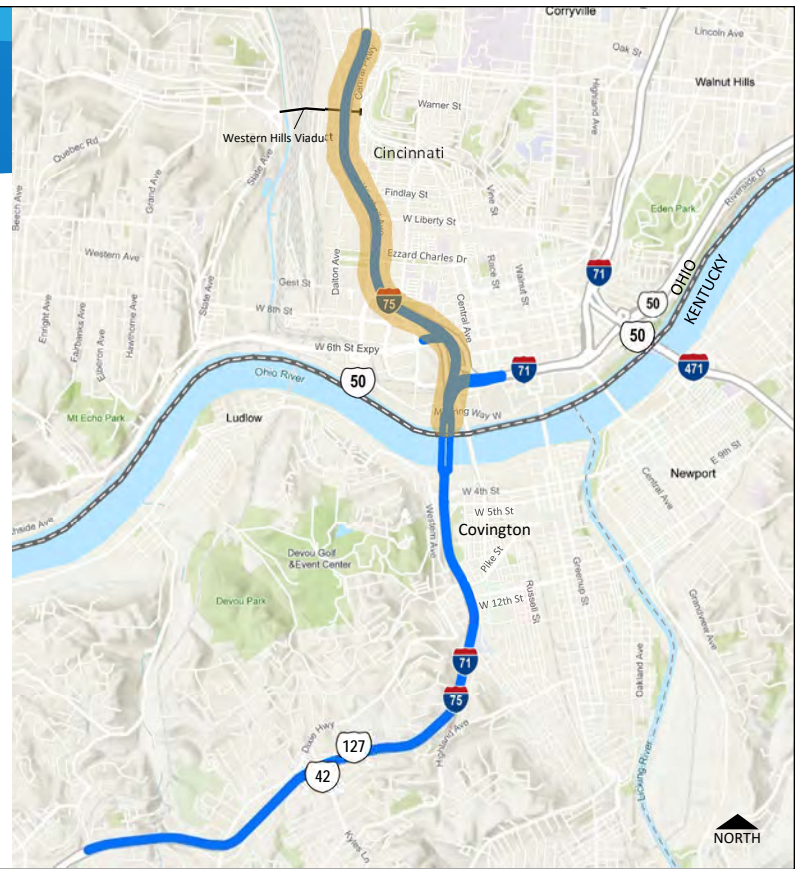 Corryville
Lincoln Ave
Oak St
Central Pkwy
Highland Ave
Walnut Hills
Warner St
Western Hills Viaduct
Cincinnati
Quebec Rd
State Ave
Grand Ave
Beech Ave
Findlay St
Vine St
Riverside Dr
W Liberty St
Eden Park
Western Ave
Dalton Ave
Ezzard Charles Dr
Race St
Walnut St
71
OHIO
KENTUCKY
Gest St
State Ave
75
Central Ave
50
W 8th St
Enright Ave
Fairbanks Ave
Elberon Ave
Hawthorne Ave
W 6th St Expy
50
71
471
Ohio River
50
Mt Echo Park
Ludlow
W 4th St
E 9th St
Central Ave
Newport
W 5th St
Western Ave
Covington
Devou Golf
&Event Center
Pike St
Greenup St
Devou Park
W 12th St
Russell St
Grandview Ave
Oakland Ave
71
75
Dixie Hwy
Highland Ave
127
42
Licking River
Kyles Ln
NORTH